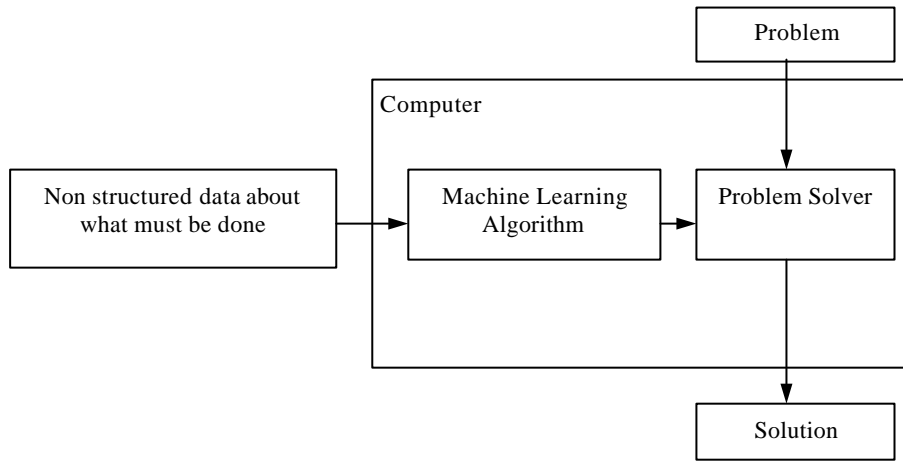 Problem
Computer
Non structured data about
what must be done
Machine Learning
Algorithm
Problem Solver
Solution